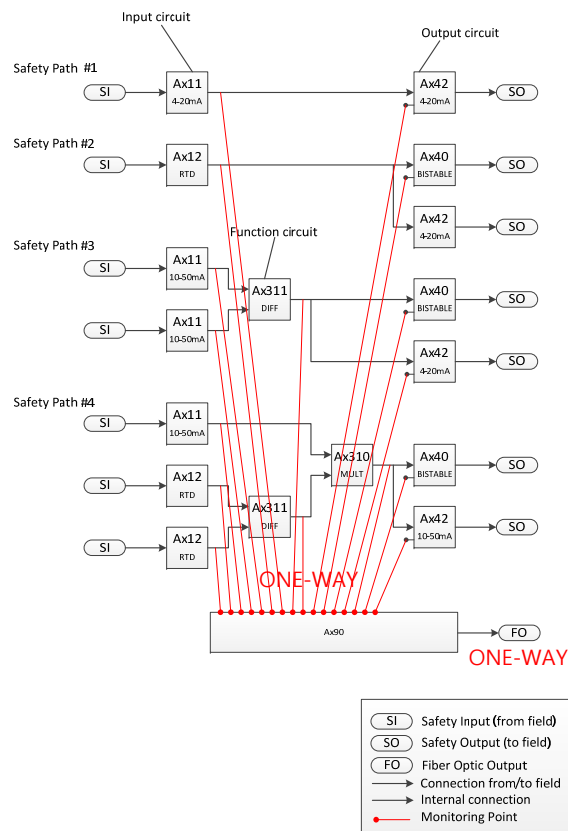 Input circuit
Output circuit
Safety Path #1
SI
Ax11
4-20mA
Ax42
4-20mA
SO
Safety Path #2
SI
Ax12
RTD
Ax40
BISTABLE
SO
Ax42
4-20mA
SO
Safety Path #3
Function circuit
SI
Ax11
10-50mA
Ax311
DIFF
Ax40
BISTABLE
SO
SI
Ax11
10-50mA
Ax42
4-20mA
SO
Safety Path #4
SI
Ax11
10-50mA
Ax310
MULT
Ax40
BISTABLE
SO
SI
Ax12
RTD
Ax311
DIFF
Ax42
10-50mA
SO
SI
Ax12
RTD
ONE-WAY
Ax90
FO
ONE-WAY
SI Safety Input (from field)
SO Safety Output (to field)
FO Fiber Optic Output
Connection from/to field
Internal connection
Monitoring Point